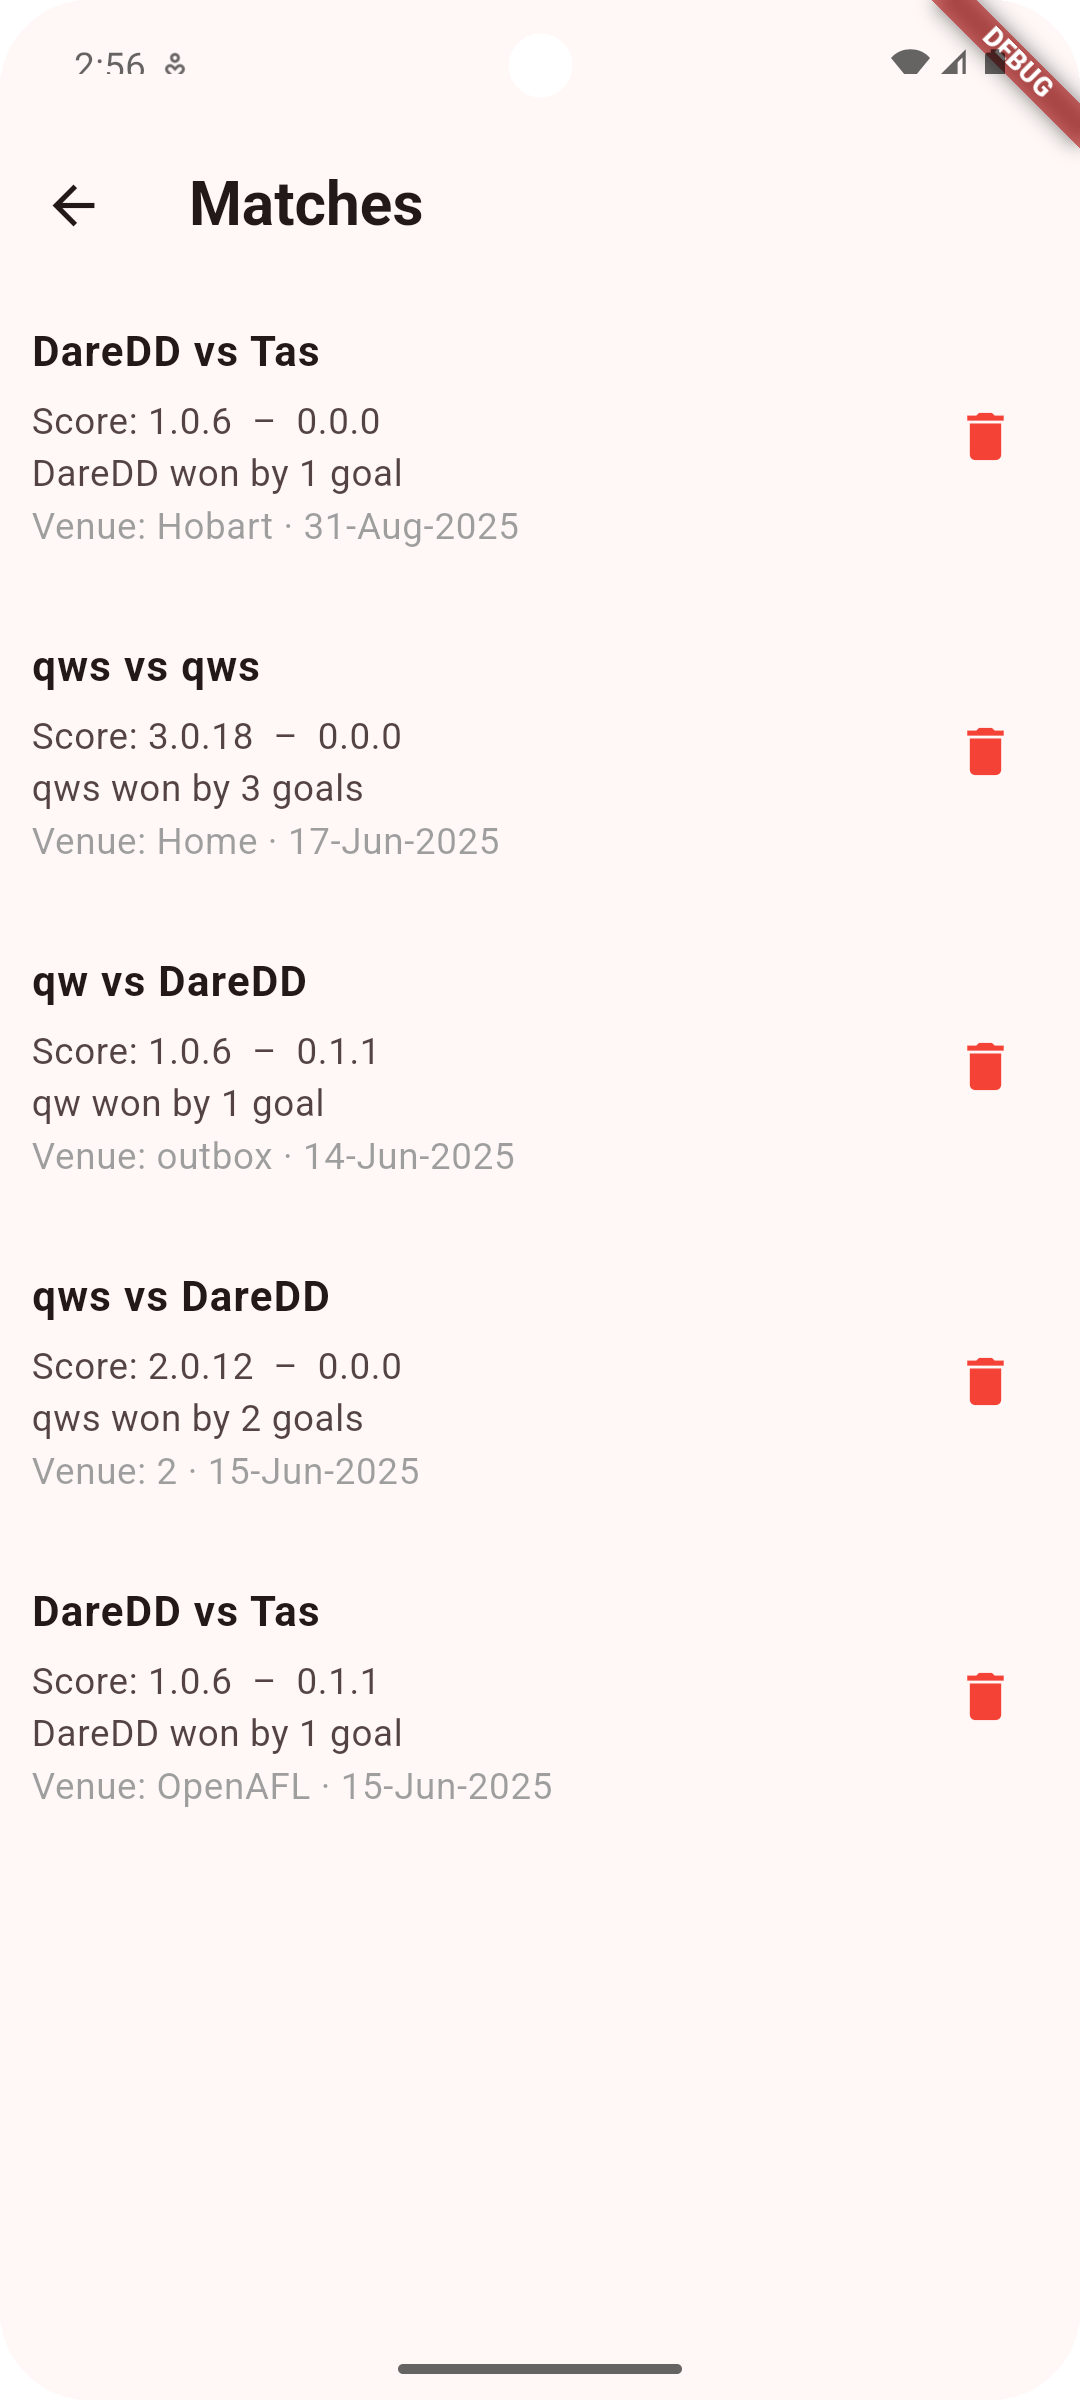 2:56
DEBUG
Matches
DareDD vs Tas
Score: 1.0.6 – 0.0.0
DareDD won by 1 goal
Venue: Hobart · 31-Aug-2025
qws vs qws
Score: 3.0.18 – 0.0.0
qws won by 3 goals
Venue: Home · 17-Jun-2025
qw vs DareDD
Score: 1.0.6 – 0.1.1
qw won by 1 goal
Venue: outbox · 14-Jun-2025
qws vs DareDD
Score: 2.0.12 – 0.0.0
qws won by 2 goals
Venue: 2 · 15-Jun-2025
DareDD vs Tas
Score: 1.0.6 – 0.1.1
DareDD won by 1 goal
Venue: OpenAFL · 15-Jun-2025